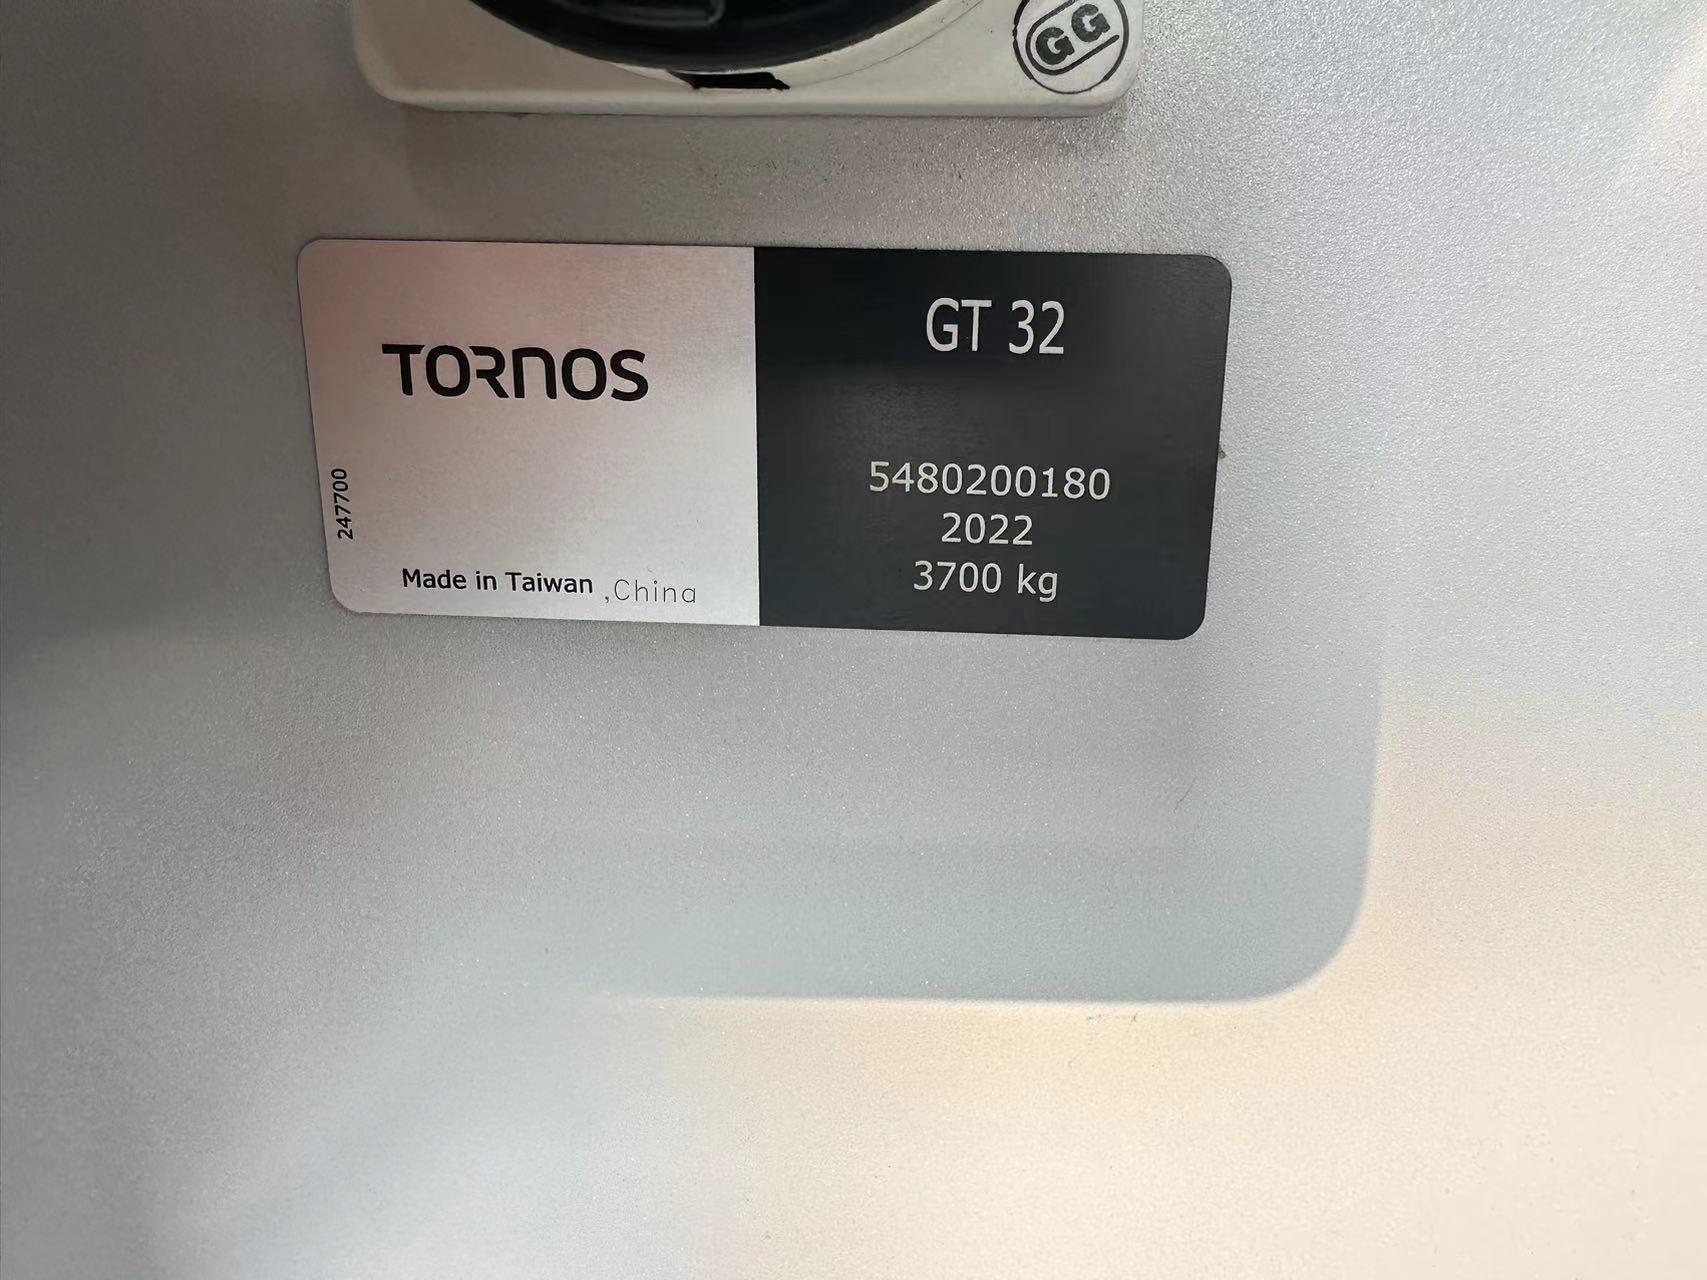 GG
TORNOS
247700
Made in Taiwan ,China
GT 32
5480200180
2022
3700 kg